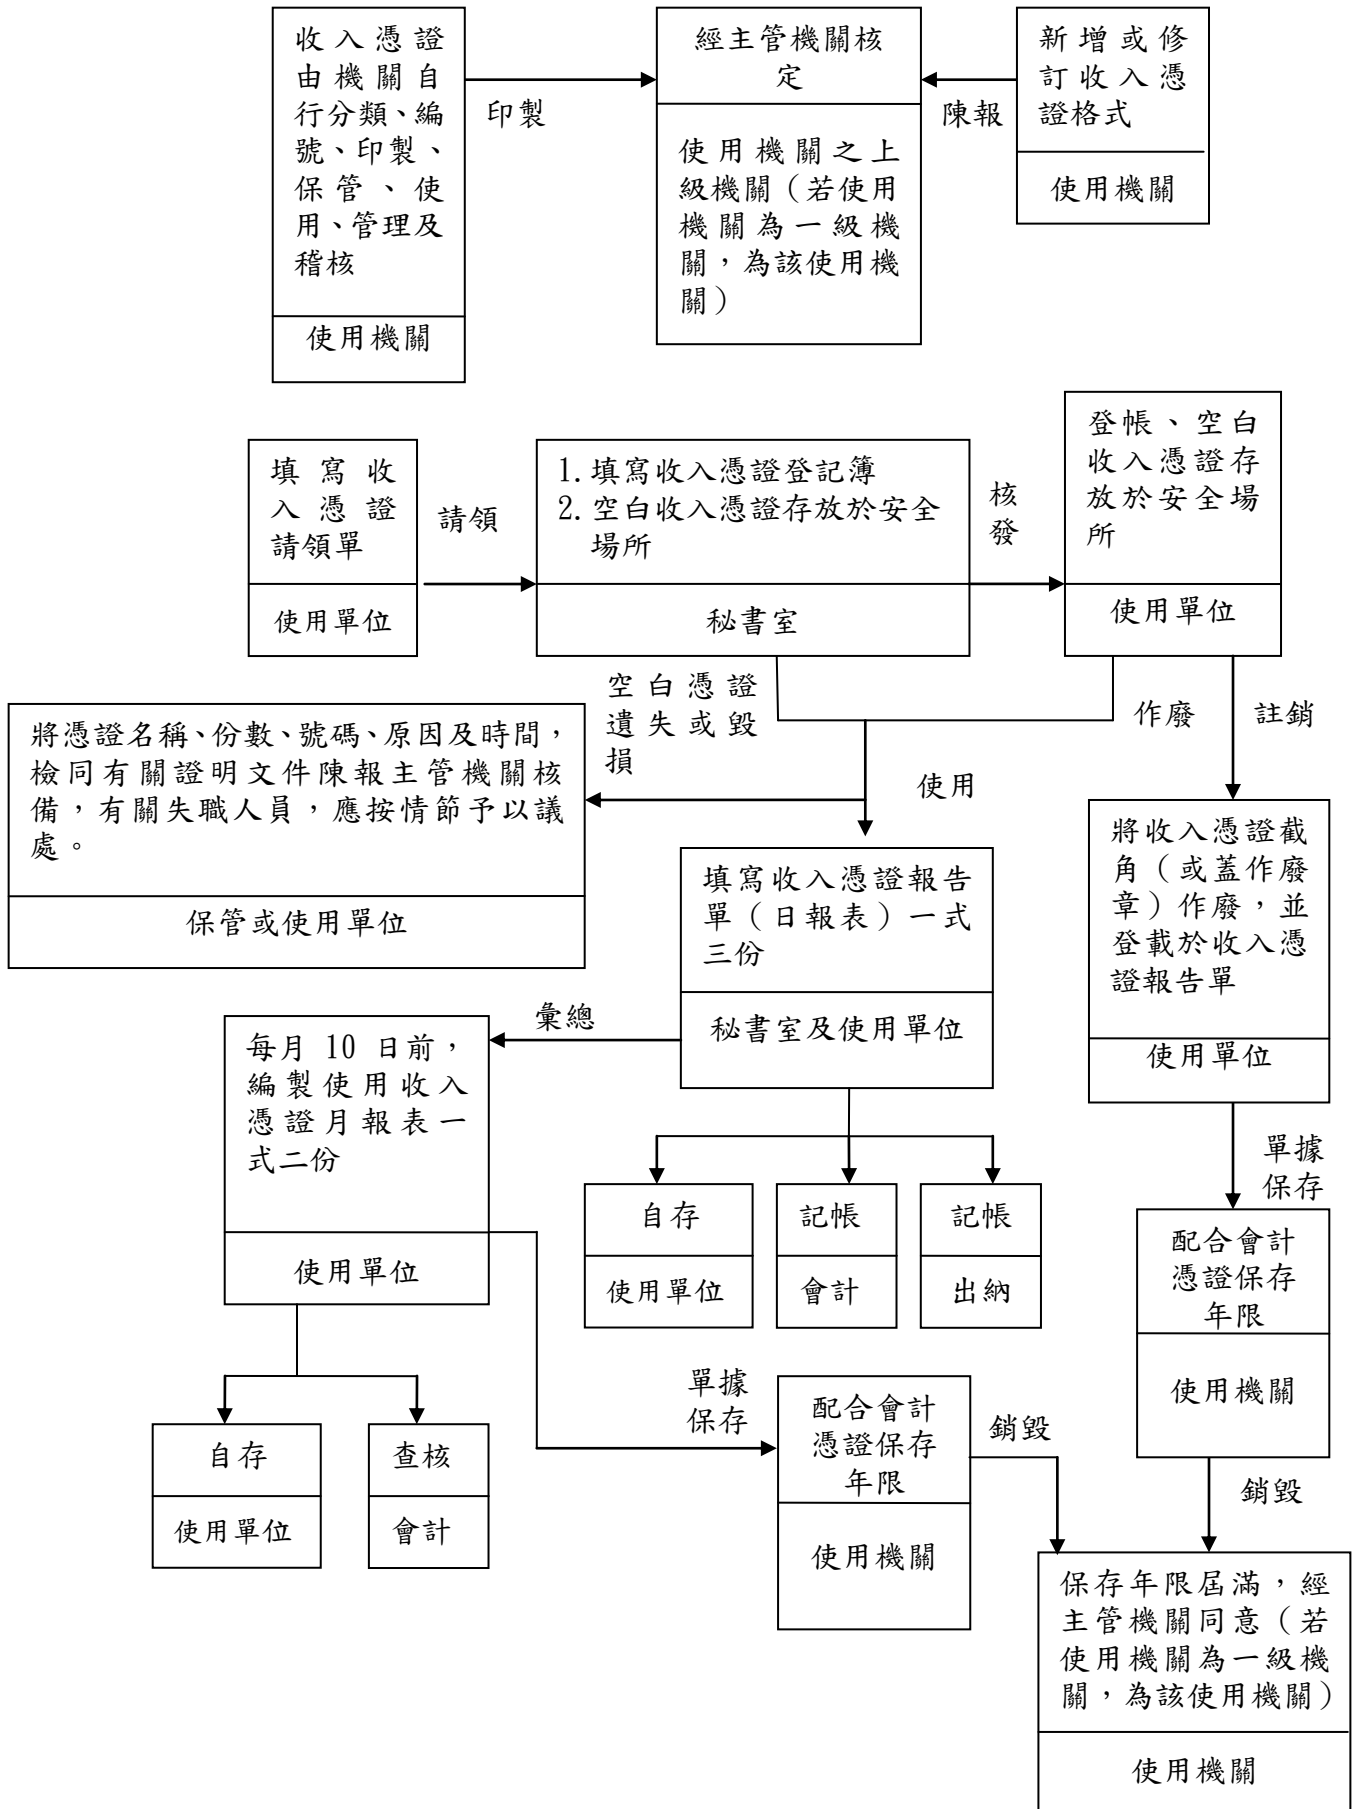 收入憑證
由機關自
行分類、編
號、印製、
保管、使
用、管理及
稽核
使用機關
印製
經主管機關核
定
使用機關之上
級機關（若使用
機關為一級機
關，為該使用機
關）
陳報
新增或修
訂收入憑
證格式
使用機關
填寫收
入憑證
請領單
使用單位
請領
1.填寫收入憑證登記簿
2.空白收入憑證存放於安全
場所
秘書室
核
發
登帳、空白
收入憑證存
放於安全場
所
使用單位
空白憑證
遺失或毀
損
使用
作廢
註銷
將憑證名稱、份數、號碼、原因及時間，
檢同有關證明文件陳報主管機關核
備，有關失職人員，應按情節予以議
處。
保管或使用單位
填寫收入憑證報告
單（日報表）一式
三份
秘書室及使用單位
將收入憑證截
角（或蓋作廢
章）作廢，並
登載於收入憑
證報告單
使用單位
彙總
每月 10 日前，
編製使用收入
憑證月報表一
式二份
使用單位
自存
使用單位
記帳
會計
記帳
出納
單據
保存
配合會計
憑證保存
年限
使用機關
自存
使用單位
查核
會計
單據
保存
配合會計
憑證保存
年限
使用機關
銷毀
銷毀
保存年限屆滿，經
主管機關同意（若
使用機關為一級機
關，為該使用機關）
使用機關